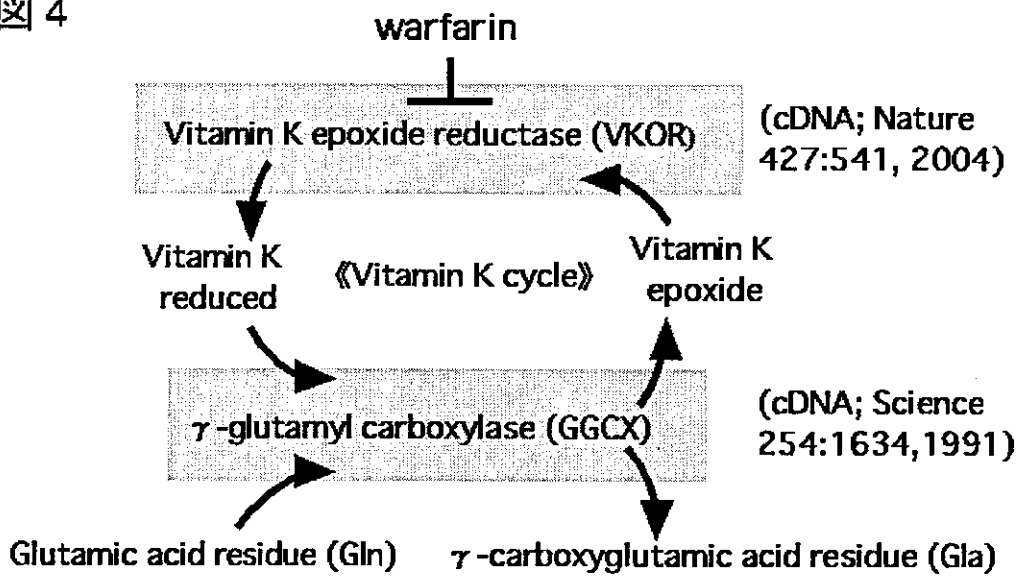 図 4
warfarin
Vitamin K epoxide reductase (VKOR)
(cDNA; Nature
427:541, 2004)
Vitamin K
reduced
《Vitamin K cycle》
Vitamin K
epoxide
γ-glutamyl carboxylase (GGCX)
(cDNA; Science
254:1634,1991)
Glutamic acid residue (Gln)
γ-carboxyglutamic acid residue (Gla)